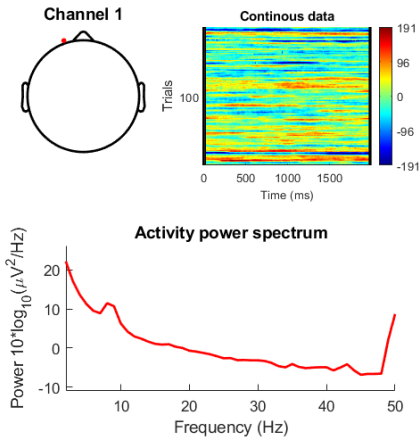 Channel 1
Continous data
Trials
100
191
96
0
-96
-191
0 500 1000 1500
Time (ms)
Activity power spectrum
Power 10*log10(μV2/Hz)
20
10
0
-10
10 20 30 40 50
Frequency (Hz)